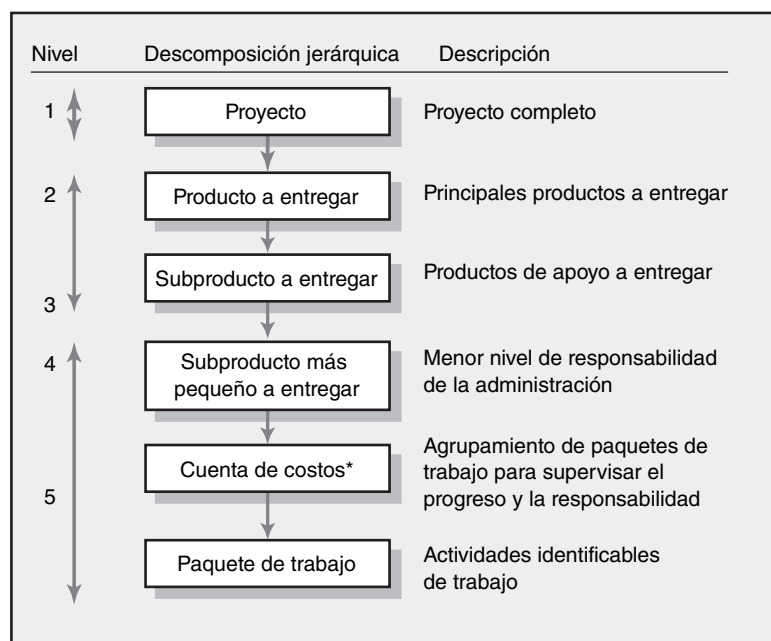 Nivel Descomposición jerárquica Descripción
1 Proyecto Proyecto completo
2 Producto a entregar Principales productos a entregar
Subproducto a entregar Productos de apoyo a entregar
3
4 Subproducto más pequeño a entregar Menor nivel de responsabilidad
de la administración
Cuenta de costos* Agrupamiento de paquetes de
trabajo para supervisar el
progreso y la responsabilidad
5
Paquete de trabajo Actividades identificables
de trabajo